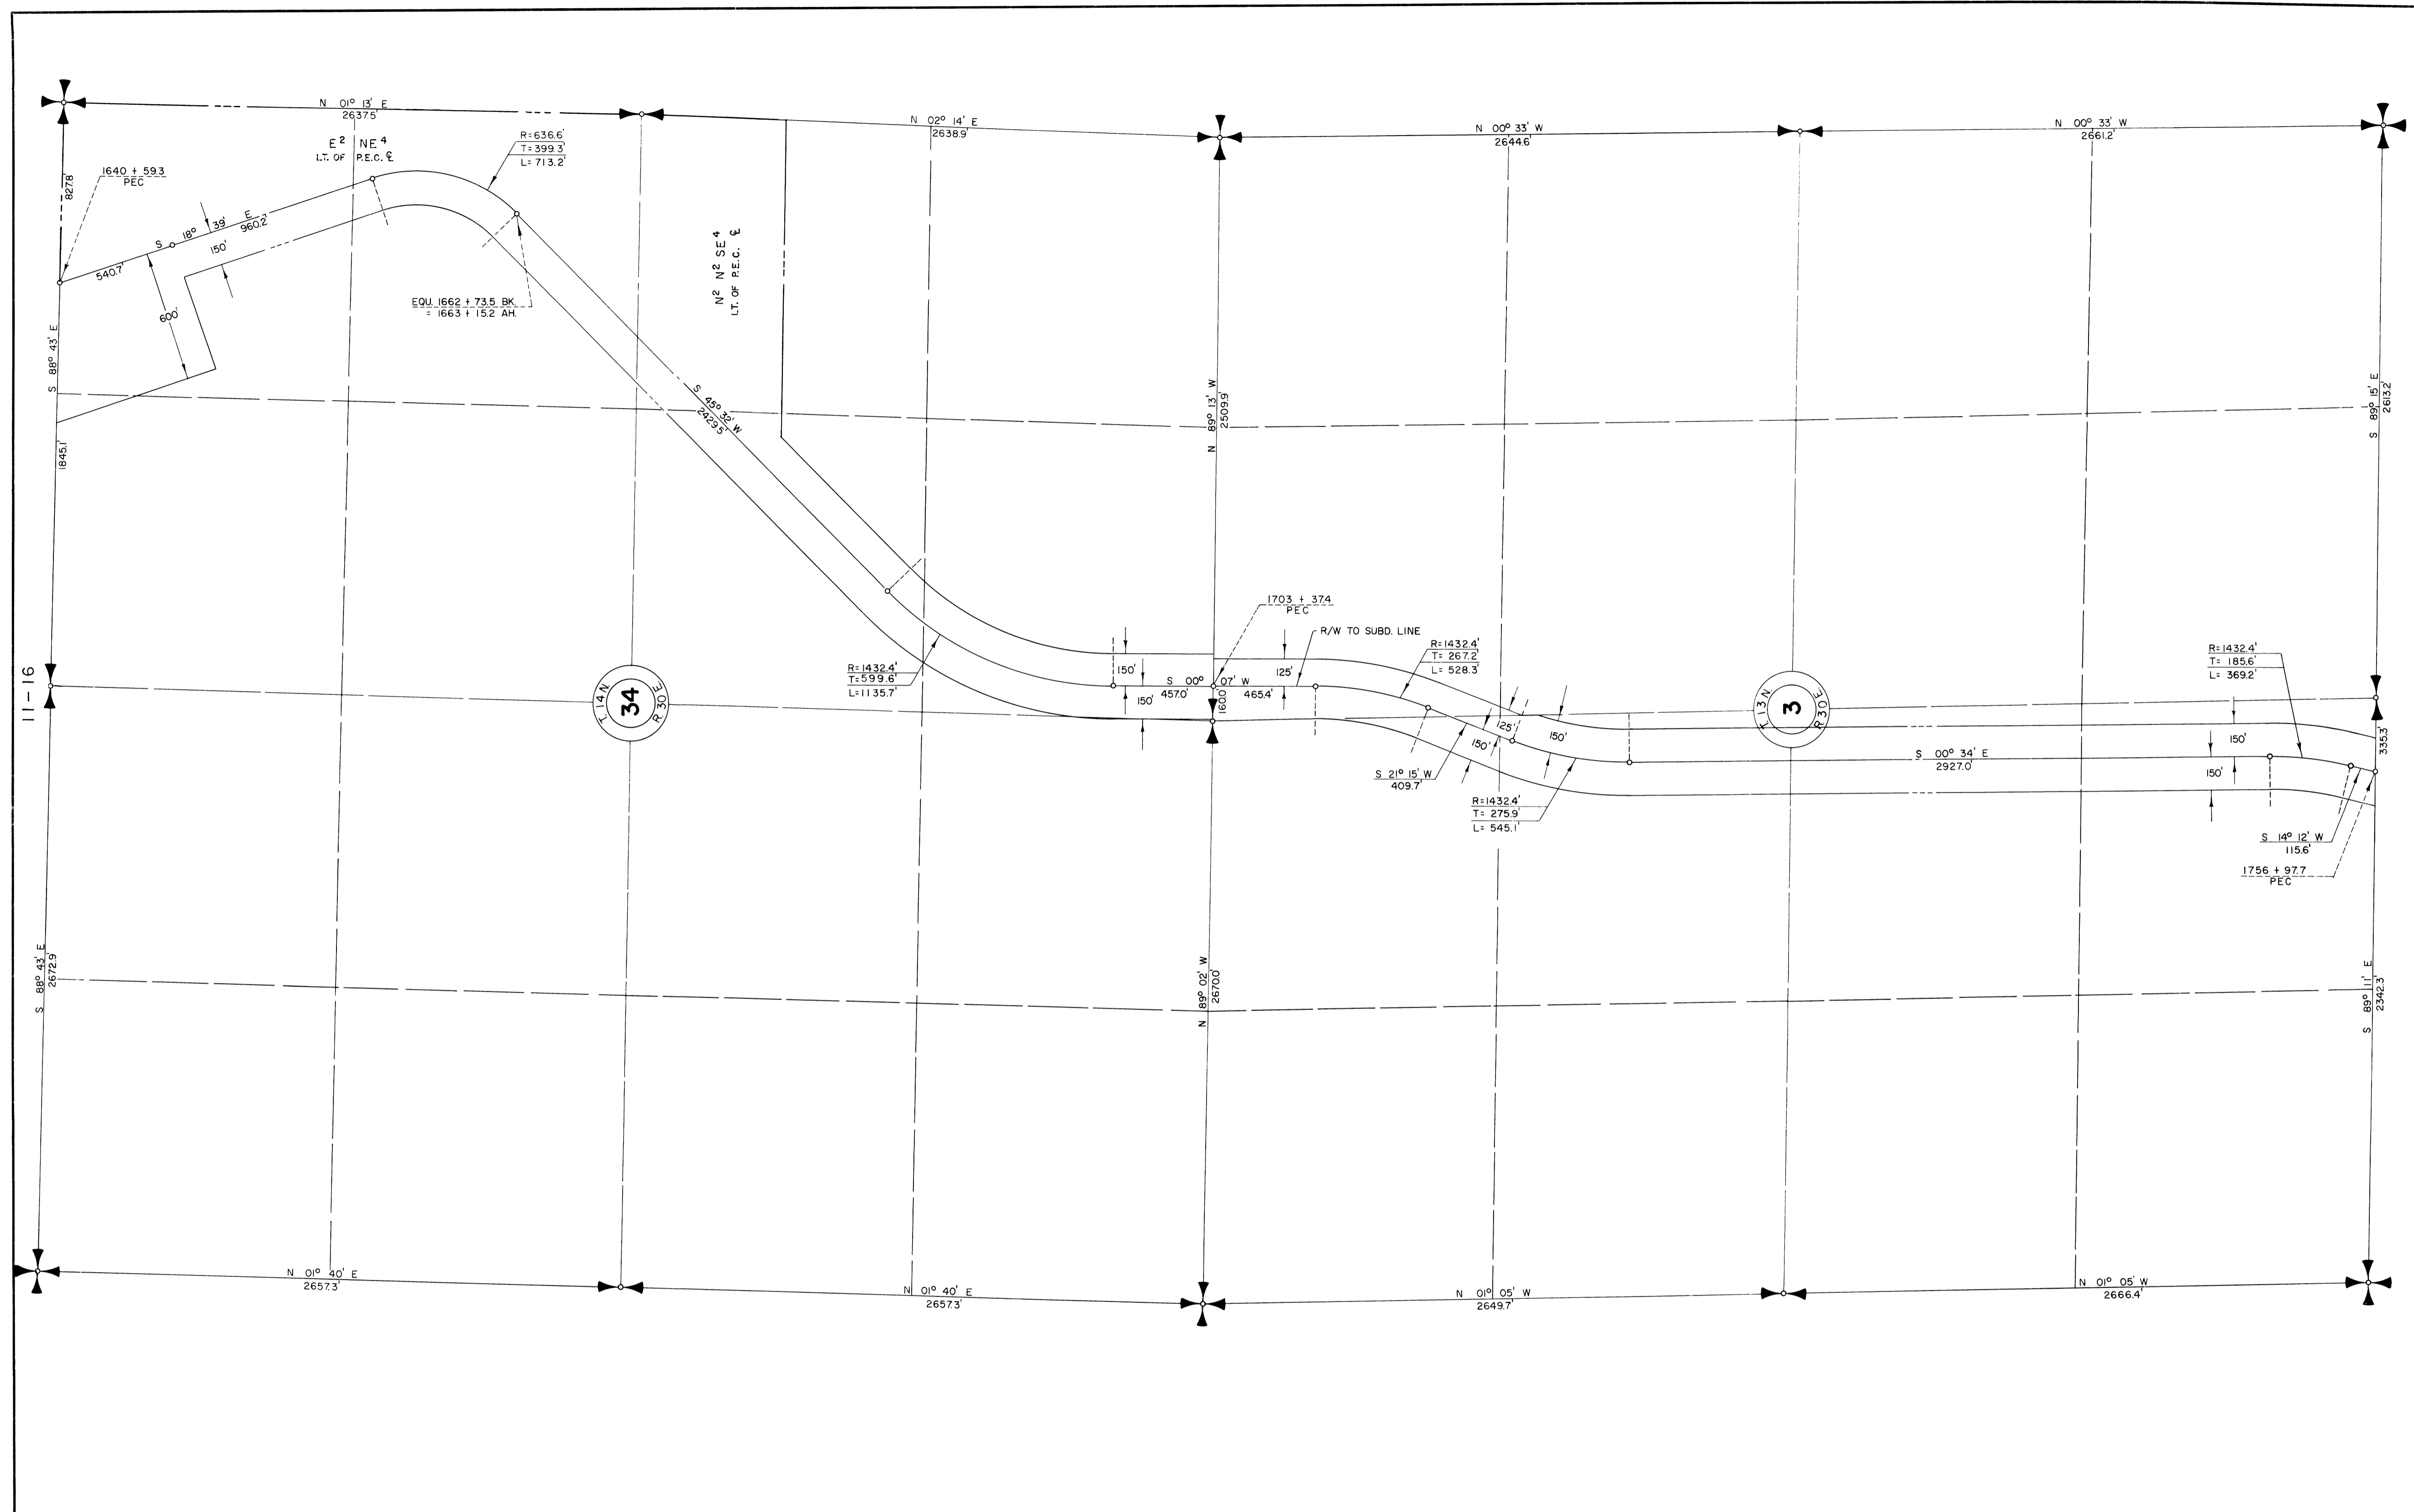 N 01° 13' E
2637.5'
E² NE⁴
LT. OF P.E.C. ℄
R=636.6'
T=399.3'
L=713.2'
N 02° 14' E
2638.9'
N 00° 33' W
2644.6'
N 00° 33' W
2661.2'
827.8'
1640 + 59.3
PEC
S 18° 39' E
960.2'
540.7'
150'
600'
EQU. 1662 + 73.5 BK.
= 1663 + 15.2 AH.
N² N² SE⁴
LT. OF P.E.C. ℄
S 88° 43' E
1845.1'
S 45° 32' W
2429.5'
N 89° 13' W
2509.9'
S 89° 15' E
2613.2'
11-16
T. 14 N.
34
R 30 E
R=1432.4'
T=599.6'
L=1135.7'
150'
150'
S 00° 07' W
457.0'
465.4'
1703 + 37.4
PEC
R/W TO SUBD. LINE
125'
160.0'
R=1432.4'
T= 267.2'
L= 528.3'
125'
150'
150'
S 21° 15' W
409.7'
R=1432.4'
T= 275.9'
L= 545.1'
T. 13 N.
3
R 30 E
S 00° 34' E
2927.0'
R=1432.4'
T= 185.6'
L= 369.2'
150'
150'
335.3'
S 14° 12' W
115.6'
1756 + 97.7
PEC
S 88° 43' E
2672.9'
N 89° 02' W
2670.0'
S 89° 11' E
2342.3'
N 01° 40' E
2657.3'
N 01° 40' E
2657.3'
N 01° 05' W
2649.7'
N 01° 05' W
2666.4'